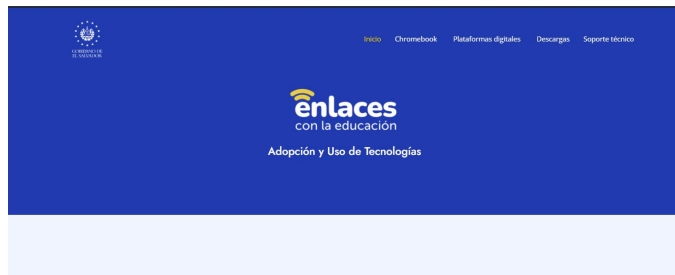 GOBIERNO DE
EL SALVADOR
Inicio Chromebook Plataformas digitales Descargas Soporte técnico
enlaces
con la educación
Adopción y Uso de Tecnologías